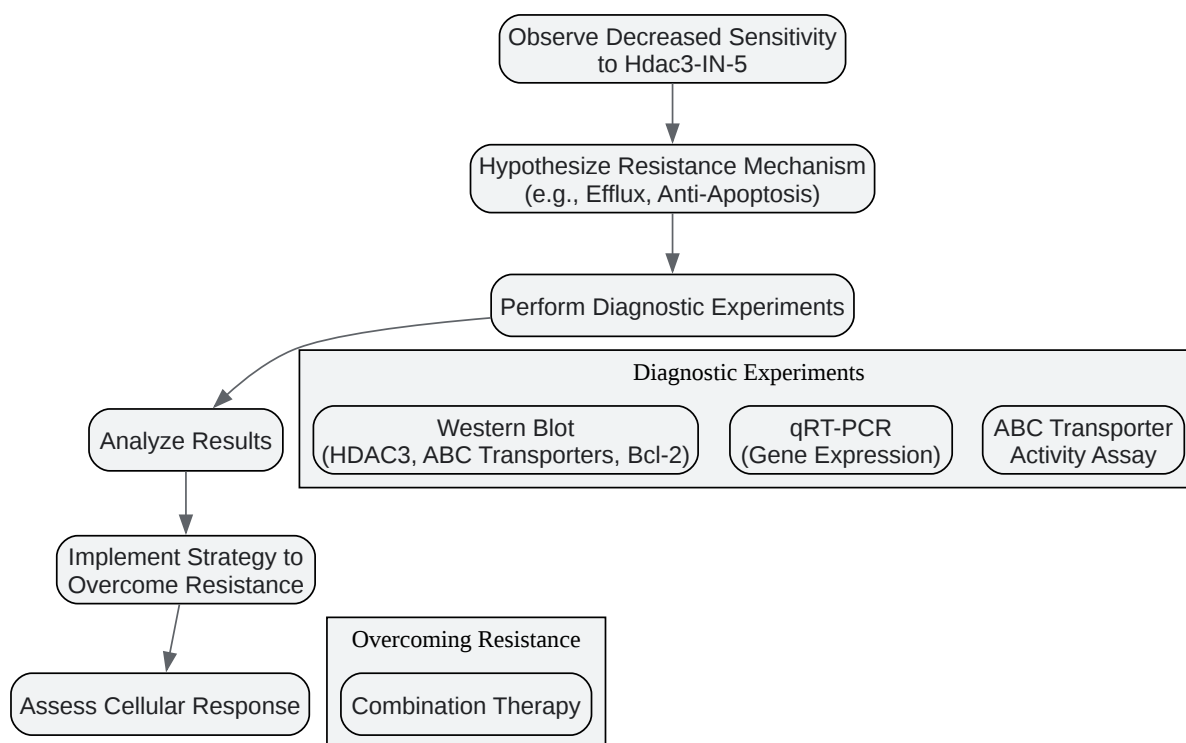 Observe Decreased Sensitivity
to Hdac3-IN-5
Hypothesize Resistance Mechanism
(e.g., Efflux, Anti-Apoptosis)
Perform Diagnostic Experiments
Diagnostic Experiments
Analyze Results
Western Blot
(HDAC3, ABC Transporters, Bcl-2)
qRT-PCR
(Gene Expression)
ABC Transporter
Activity Assay
Implement Strategy to
Overcome Resistance
Overcoming Resistance
Assess Cellular Response
Combination Therapy